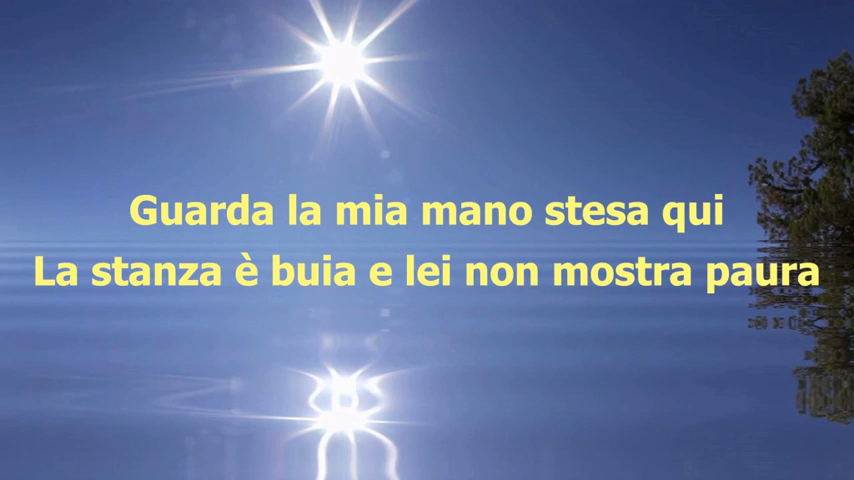 Guarda la mia mano stesa qui
La stanza è buia e lei non mostra paura